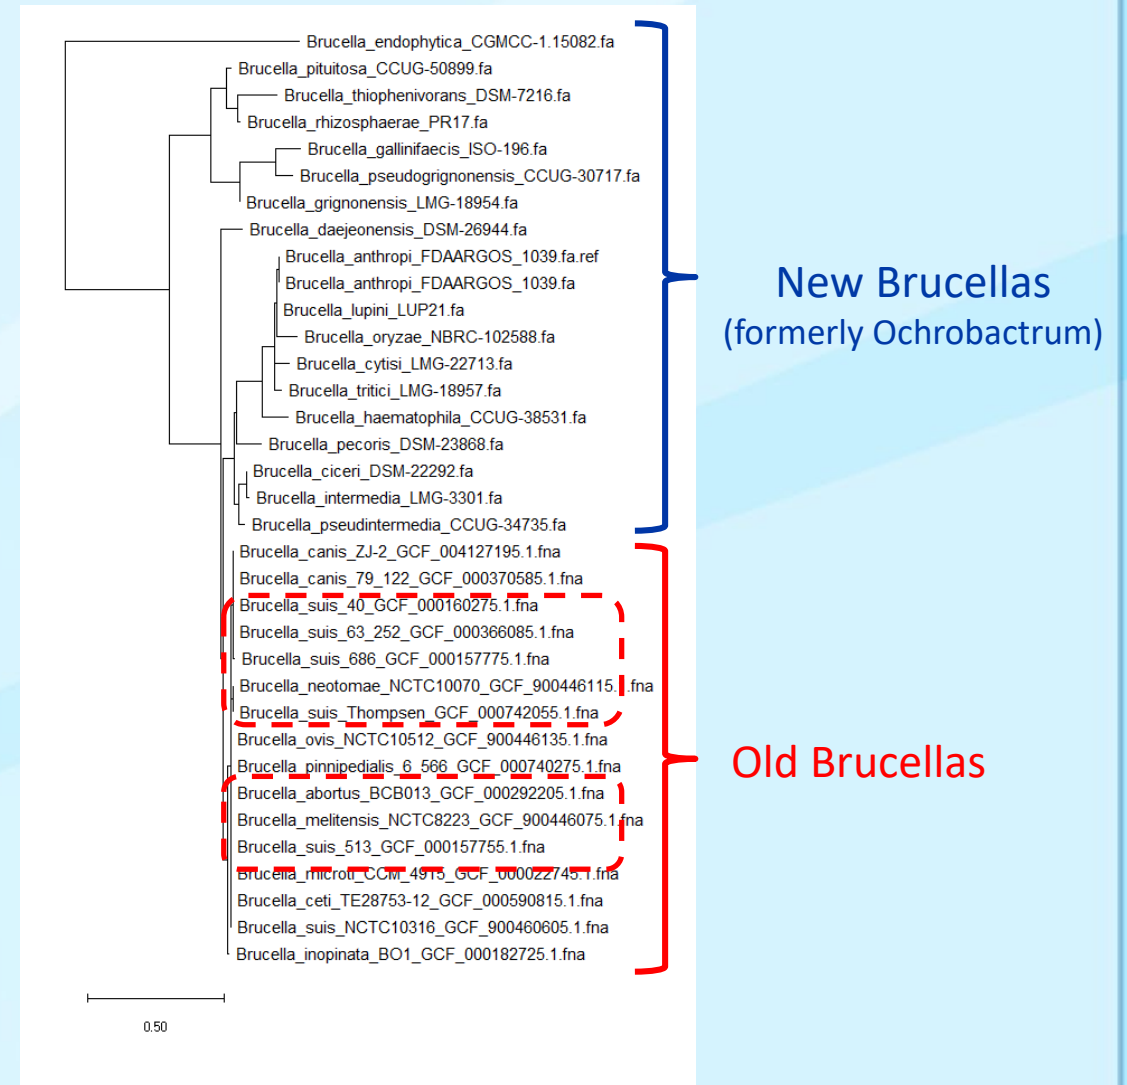 Brucella_endophytica_CGMCC-1.15082.fa
Brucella_pituitosa_CCUG-50899.fa
Brucella_thiophenivorans_DSM-7216.fa
Brucella_rhizosphaerae_PR17.fa
Brucella_gallinifaecis_ISO-196.fa
Brucella_pseudogrignonensis_CCUG-30717.fa
Brucella_grignonensis_LMG-18954.fa
Brucella_daejeonensis_DSM-26944.fa
Brucella_anthropi_FDAARGOS_1039.fa.ref
Brucella_anthropi_FDAARGOS_1039.fa
Brucella_lupini_LUP21.fa
Brucella_oryzae_NBRC-102588.fa
Brucella_cytisi_LMG-22713.fa
Brucella_tritici_LMG-18957.fa
Brucella_haematophila_CCUG-38531.fa
Brucella_pecoris_DSM-23868.fa
Brucella_ciceri_DSM-22292.fa
Brucella_intermedia_LMG-3301.fa
Brucella_pseudintermedia_CCUG-34735.fa
New Brucellas
(formerly Ochrobactrum)
Brucella_canis_ZJ-2_GCF_004127195.1.fna
Brucella_canis_79_122_GCF_000370585.1.fna
Brucella_suis_40_GCF_000160275.1.fna
Brucella_suis_63_252_GCF_000366085.1.fna
Brucella_suis_686_GCF_000157775.1.fna
Brucella_neotomae_NCTC10070_GCF_900446115.1.fna
Brucella_suis_Thompsen_GCF_000742055.1.fna
Brucella_ovis_NCTC10512_GCF_900446135.1.fna
Brucella_pinnipedialis_6_566_GCF_000740275.1.fna
Brucella_abortus_BCB013_GCF_000292205.1.fna
Brucella_melitensis_NCTC8223_GCF_900446075.1.fna
Brucella_suis_513_GCF_000157755.1.fna
Brucella_microti_CCM_4915_GCF_000022745.1.fna
Brucella_ceti_TE28753-12_GCF_000590815.1.fna
Brucella_suis_NCTC10316_GCF_900460605.1.fna
Brucella_inopinata_BO1_GCF_000182725.1.fna
Old Brucellas
0.50